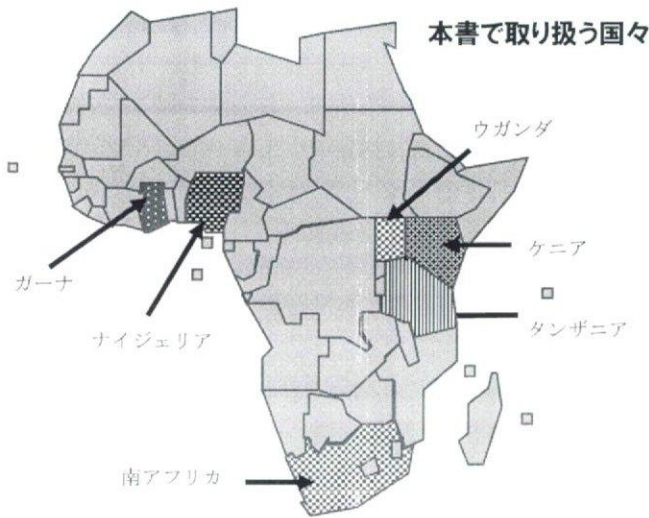 本書で取り扱う国々
ウガンダ
ケニア
ガーナ
タンザニア
ナイジェリア
南アフリカ